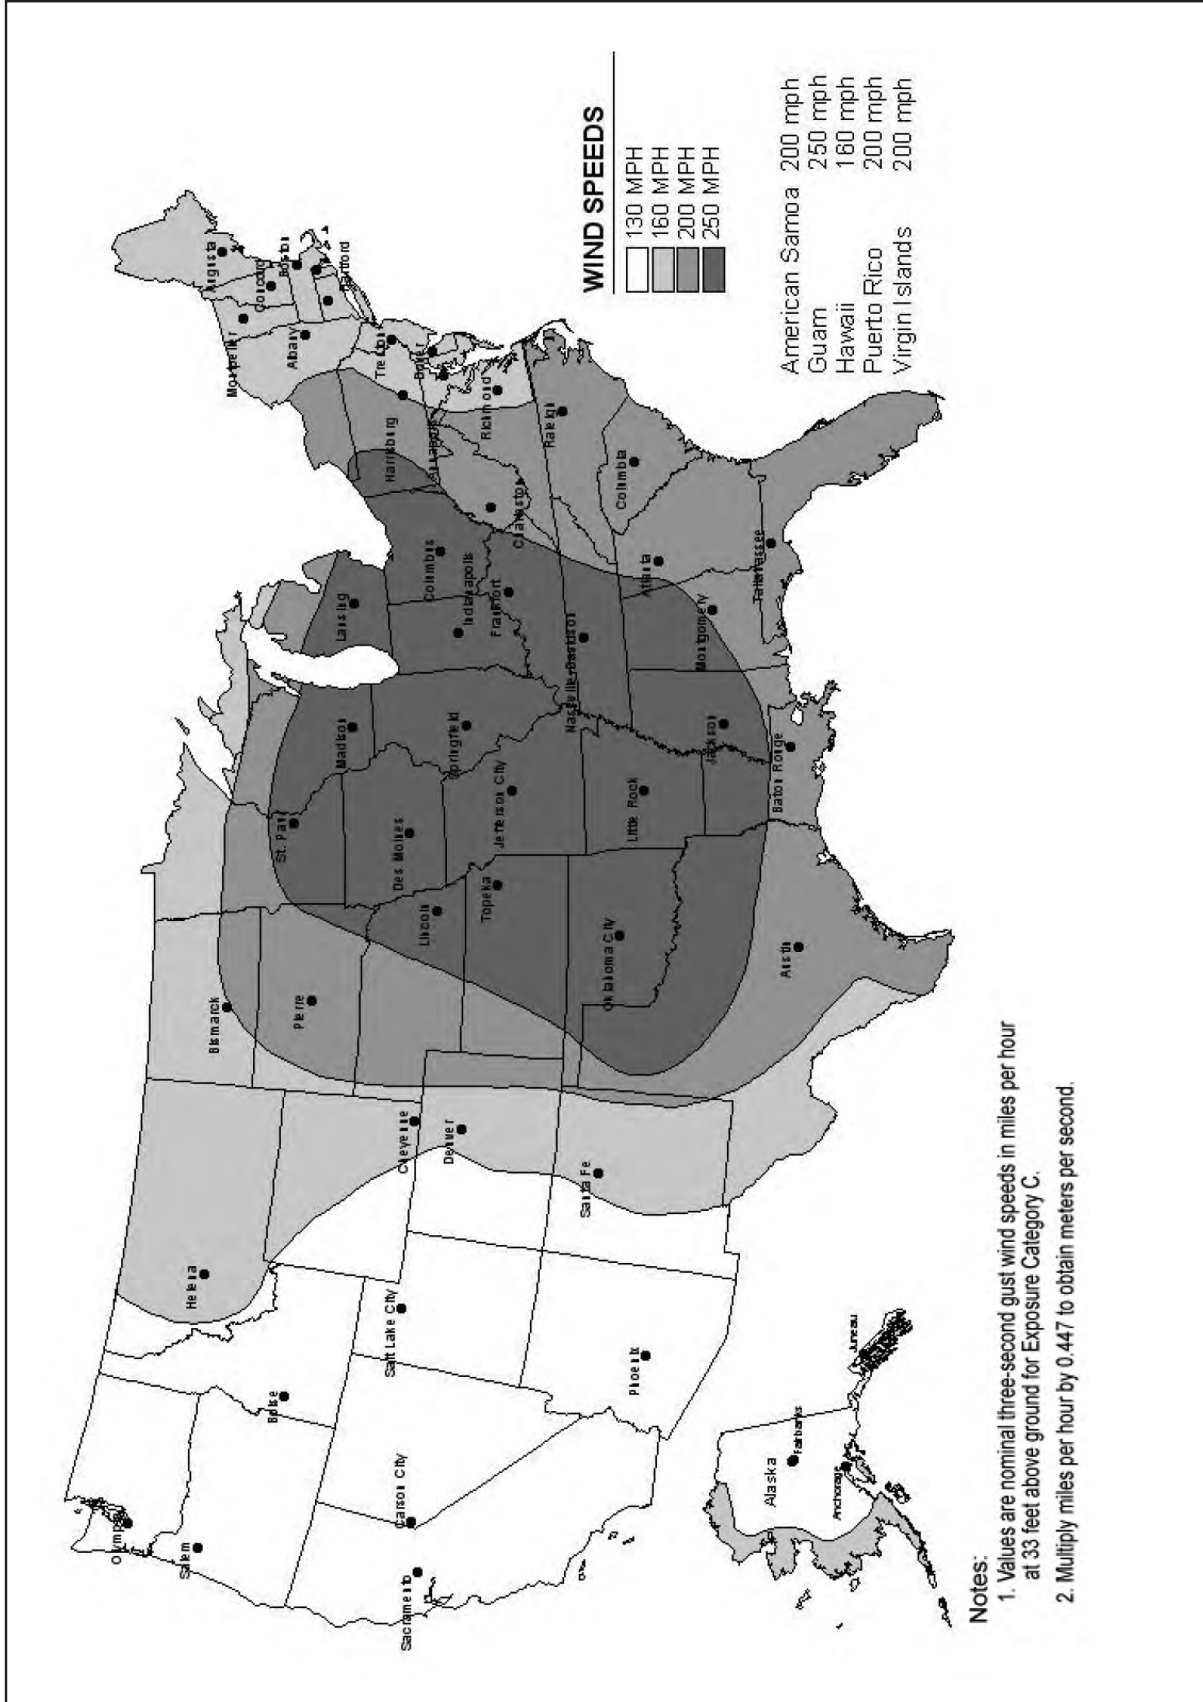 Olympia
Salem
Sacramento
Carson City
Boise
Helena
Salt Lake City
Phoenix
Cheyenne
Denver
Santa Fe
Bismarck
Pierre
Lincoln
Topeka
Oklahoma City
Austin
St. Paul
Des Moines
Jefferson City
Little Rock
Baton Rouge
Madison
Springfield
Jackson
Lansing
Indianapolis
Columbus
Frankfort
Nashville-Davidson
Montgomery
Atlanta
Tallahassee
Columbia
Raleigh
Charleston
Richmond
Annapolis
Harrisburg
Dover
Trenton
Albany
Montpelier
Hartford
Boston
Concord
Augusta
Alaska
Fairbanks
Anchorage
Juneau
WIND SPEEDS
130 MPH
160 MPH
200 MPH
250 MPH
American Samoa 200 mph
Guam 250 mph
Hawaii 160 mph
Puerto Rico 200 mph
Virgin Islands 200 mph
Notes:
1. Values are nominal three-second gust wind speeds in miles per hour
at 33 feet above ground for Exposure Category C.
2. Multiply miles per hour by 0.447 to obtain meters per second.